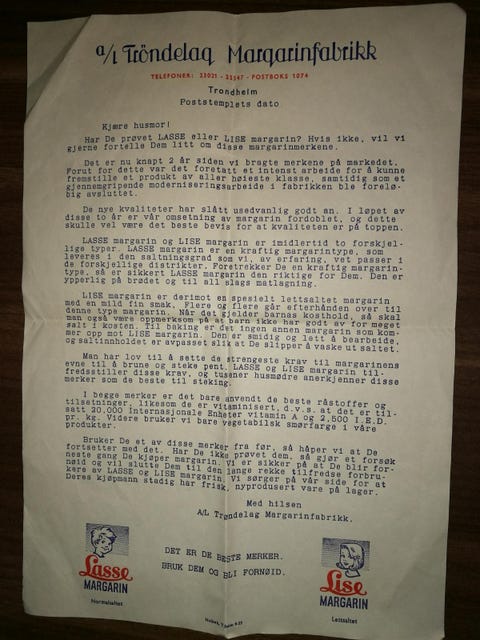 a/l Tröndelag Margarinfabrikk
TELEFONER: 23021 - 23547 - POSTBOKS 1074
Trondheim
Poststemplets dato
Kjære husmor!
Har De prøvet LASSE eller LISE margarin? Hvis ikke, vil vi
gjerne fortelle Dem litt om disse margarinmerkene.
Det er nu knapt 2 år siden vi bragte merkene på markedet.
Forut for dette var det foretatt et intenst arbeide for å kunne
fremstille et produkt av aller høieste klasse, samtidig som et
gjennemgripende moderniseringsarbeide i fabrikken ble foreløb-
big avsluttet.
De nye kvaliteter har slått usedvanlig godt an. I løpet av
disse to år er vår omsetning av margarin fordoblet, og dette
skulle vel være det beste bevis for at kvaliteten er på toppen.
LASSE margarin og LISE margarin er imidlertid to forskjel-
lige typer. LASSE margarin er en kraftig margarintype, som
leveres i den saltningsgrad som vi, av erfaring, vet passer i
de forskjellige distrikter. Foretrekker De en kraftig margarin-
type, så er sikkert LASSE margarin den riktige for Dem. Den er
ypperlig på brødet og til all slags matlagning.
LISE margarin er derimot en spesielt lettsaltet margarin
med en mild fin smak. Flere og flere går efterhånden over til
denne type margarin. Når det gjelder barnas kosthold, så skal
man også være oppmerksom på at barn ikke har godt av for meget
salt i kosten. Til baking er det ingen annen margarin som kom-
mer opp mot LISE margarin. Den er smidig og lett å bearbeide,
og saltinnholdet er avpasset slik at De slipper å vaske ut saltet.
Man har lov til å sette de strengeste krav til margarinens
evne til å brune og steke pent. LASSE og LISE margarin til-
fredsstiller disse krav, og tusener husmødre anerkjenner disse
merker som de beste til steking.
I begge merker er det bare anvendt de beste råstoffer og
tilsetninger, likesom de er vitaminisert, d.v.s. at det er til-
satt 20.000 Internasjonale Enheter vitamin A og 2,500 I.E.D.
pr. kg. Videre bruker vi bare vegetabilsk smørfarge i våre
produkter.
Bruker De et av disse merker fra før, så håper vi at De
fortsetter med det. Har De ikke prøvet dem, så gjør et forsøk
neste gang De kjøper margarin. Vi er sikker på at De blir for-
nøid og vil slutte Dem til den lange rekke tilfredse forbru-
kere av LASSE og LISE margarin. Vi sørger på vår side for at
Deres kjøpmann stadig har frisk, nyprodusert vare på lager.
Med hilsen
A/L Trøndelag Margarinfabrikk.
DET ER DE BESTE MERKER.
BRUK DEM OG BLI FORNØID.
Lasse
MARGARIN
Normalsaltet
Lise
MARGARIN
Lettsaltet